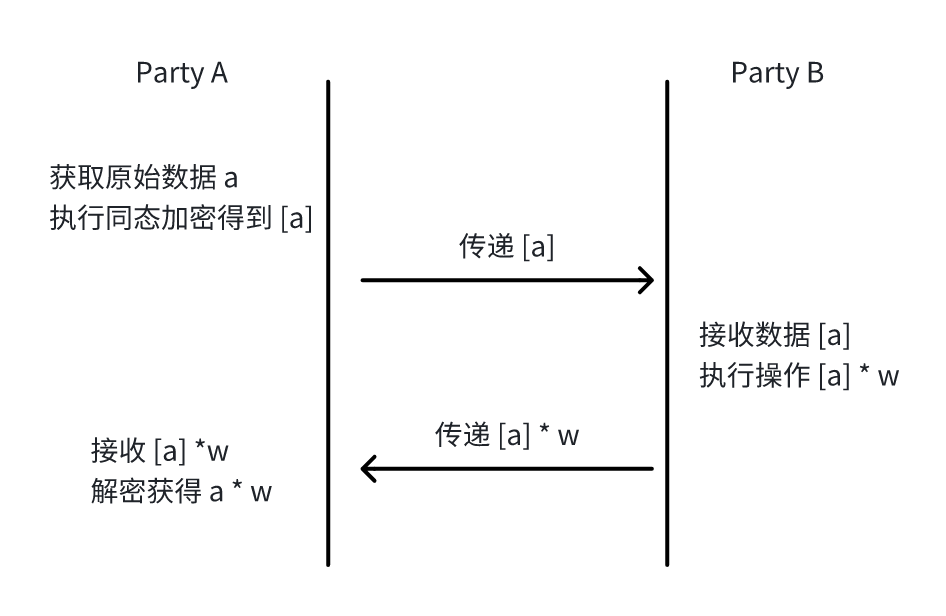 Party A
Party B
获取原始数据 a
执行同态加密得到 [a]
传递 [a]
接收数据 [a]
执行操作 [a] * w
传递 [a] * w
接收 [a] *w
解密获得 a * w